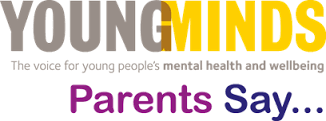 YOUNGMINDS
The voice for young people's mental health and wellbeing
Parents Say...